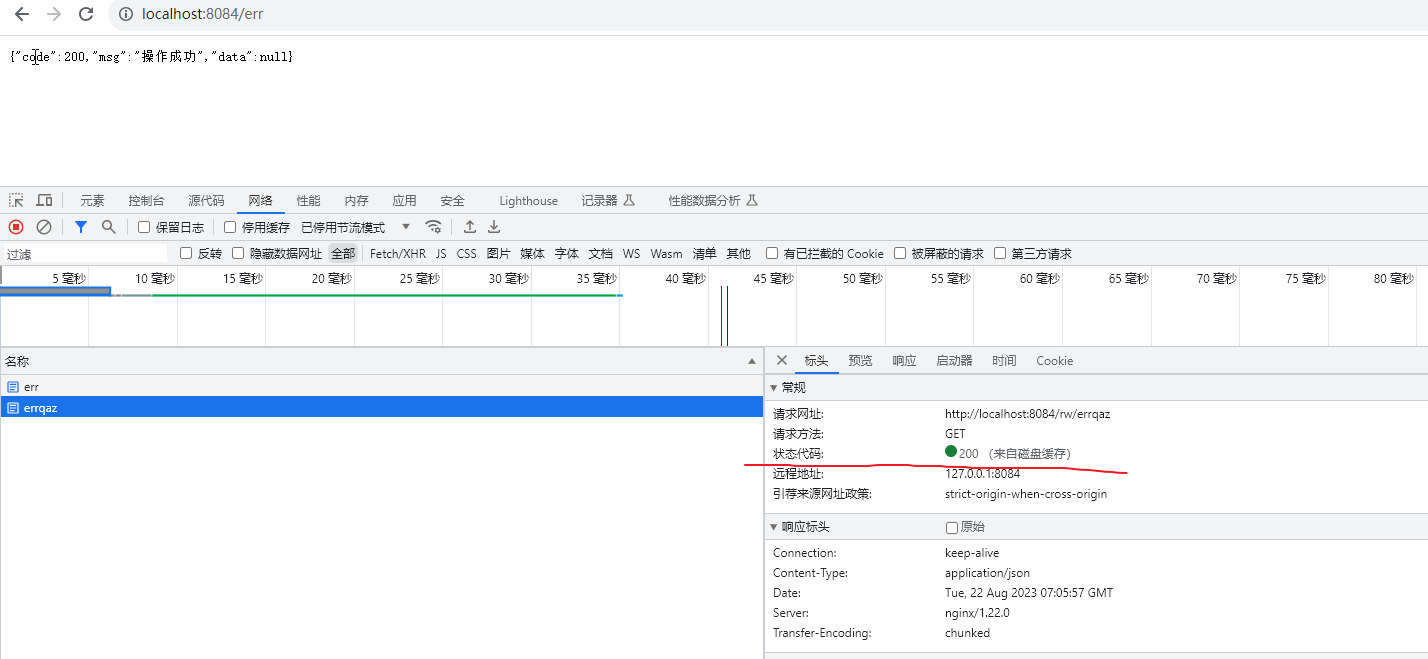 localhost:8084/err
{"code":200,"msg":"操作成功","data":null}
元素 控制台 源代码 网络 性能 内存 应用 安全 Lighthouse 记录器 性能数据分析
保留日志 停用缓存 已停用节流模式
过滤 反转 隐藏数据网址 全部 Fetch/XHR JS CSS 图片 媒体 字体 文档 WS Wasm 清单 其他 有已拦截的 Cookie 被屏蔽的请求 第三方请求
5 毫秒 10 毫秒 15 毫秒 20 毫秒 25 毫秒 30 毫秒 35 毫秒 40 毫秒 45 毫秒 50 毫秒 55 毫秒 60 毫秒 65 毫秒 70 毫秒 75 毫秒 80 毫秒
名称
err
errqaz
标头 预览 响应 启动器 时间 Cookie
常规
请求网址: http://localhost:8084/rw/errqaz
请求方法: GET
状态代码: 200 （来自磁盘缓存）
远程地址: 127.0.0.1:8084
引荐来源网址政策: strict-origin-when-cross-origin
响应标头 原始
Connection: keep-alive
Content-Type: application/json
Date: Tue, 22 Aug 2023 07:05:57 GMT
Server: nginx/1.22.0
Transfer-Encoding: chunked